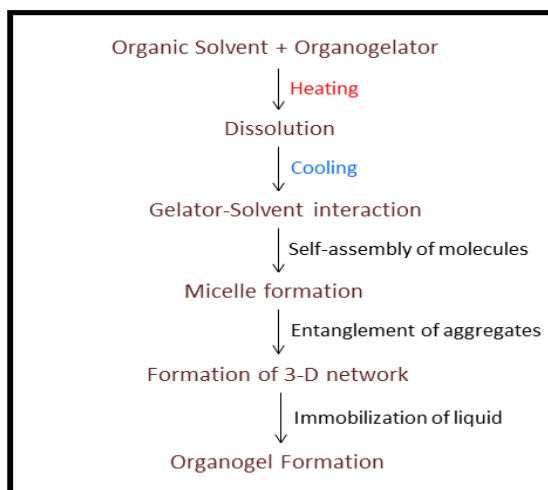 Organic Solvent + Organogelator
Heating
Dissolution
Cooling
Gelator-Solvent interaction
Self-assembly of molecules
Micelle formation
Entanglement of aggregates
Formation of 3-D network
Immobilization of liquid
Organogel Formation